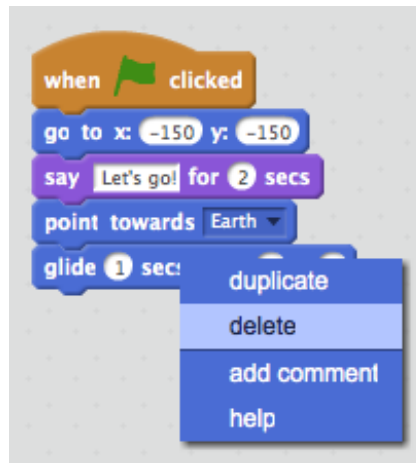 when clicked
go to x: -150 y: -150
say Let's go! for 2 secs
point towards Earth
glide 1 secs
duplicate
delete
add comment
help